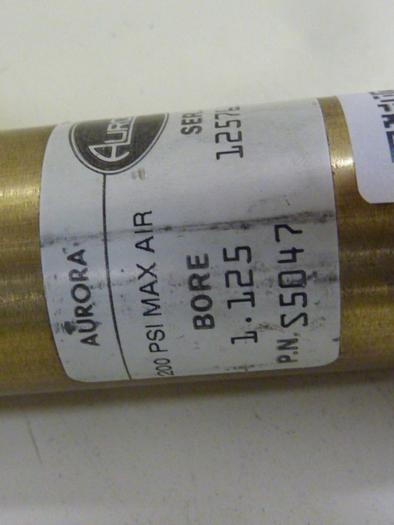 AURORA
200 PSI MAX AIR
BORE
1.125
P.N. S5047